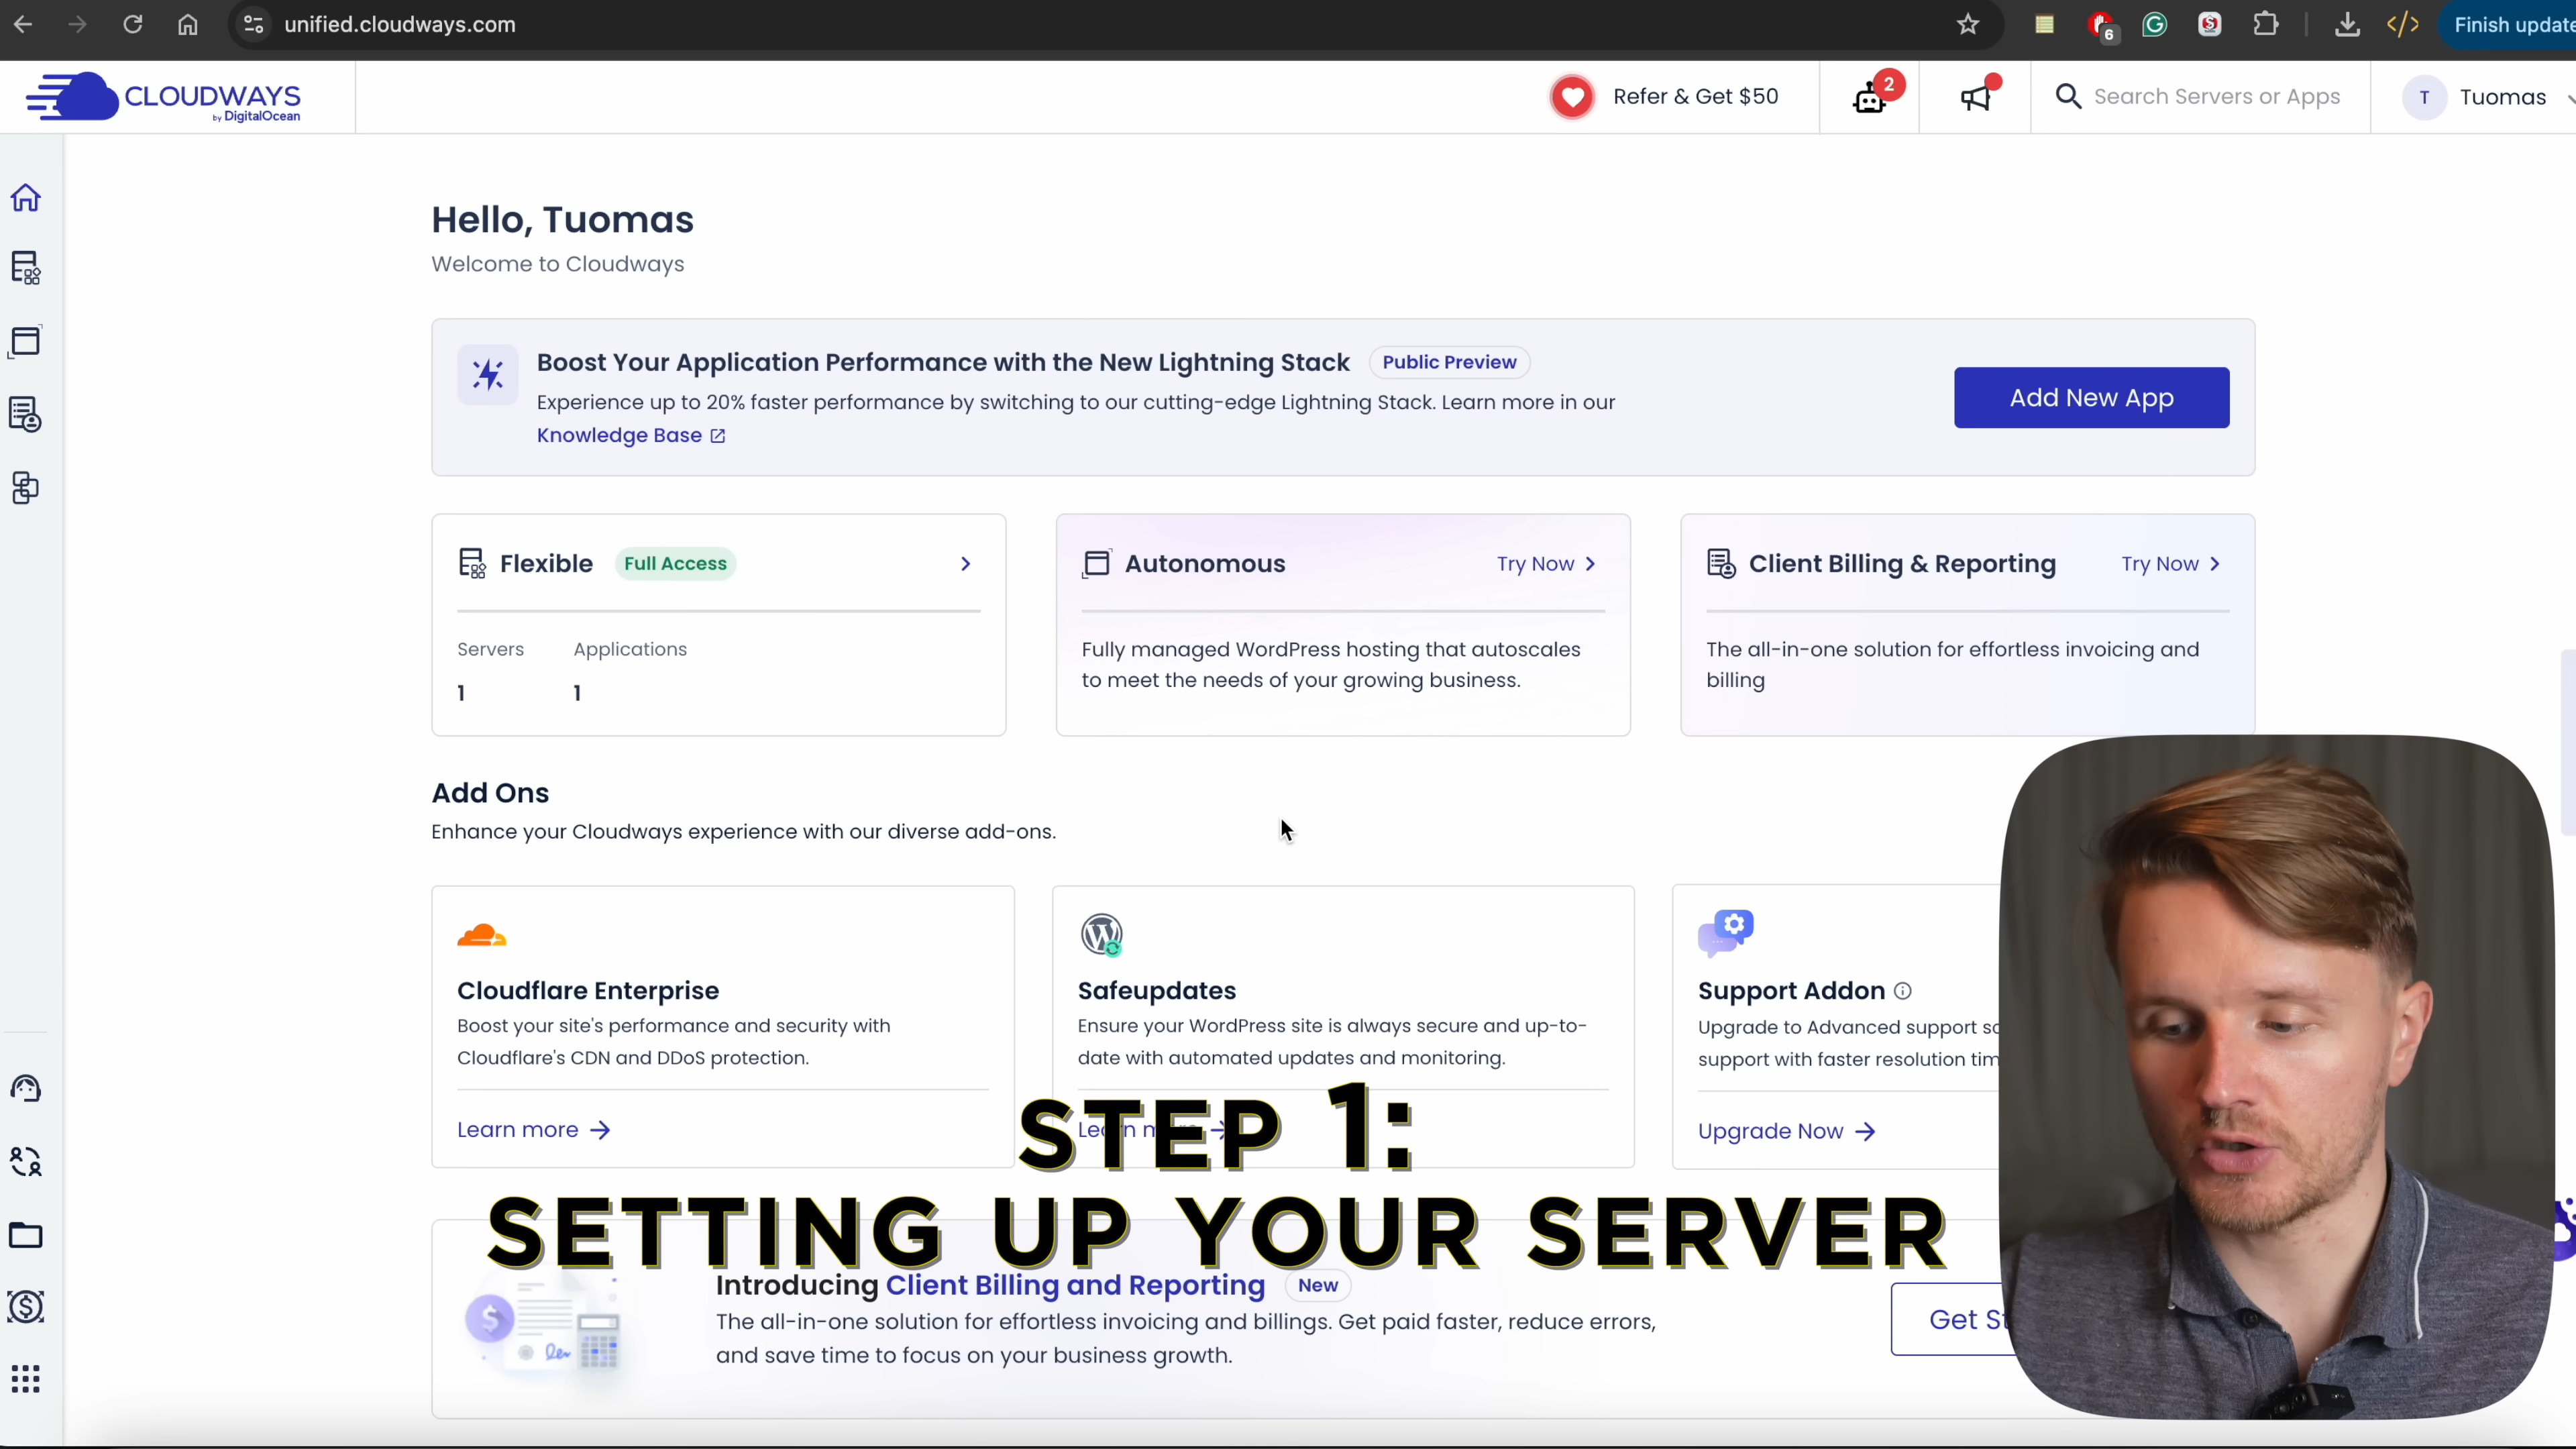 unified.cloudways.com
6
Finish update
CLOUDWAYS
by DigitalOcean
Refer & Get $50
2
Search Servers or Apps
T
Tuomas
Hello, Tuomas
Welcome to Cloudways
Boost Your Application Performance with the New Lightning Stack
Public Preview
Experience up to 20% faster performance by switching to our cutting-edge Lightning Stack. Learn more in our
Knowledge Base
Add New App
Flexible
Full Access
Servers
Applications
1
1
Autonomous
Try Now
Fully managed WordPress hosting that autoscales
to meet the needs of your growing business.
Client Billing & Reporting
Try Now
The all-in-one solution for effortless invoicing and
billing
Add Ons
Enhance your Cloudways experience with our diverse add-ons.
Cloudflare Enterprise
Boost your site's performance and security with
Cloudflare's CDN and DDoS protection.
Learn more
Safeupdates
Ensure your WordPress site is always secure and up-to-
date with automated updates and monitoring.
Support Addon
Upgrade to Advanced support
support with faster resolution
Upgrade Now
STEP 1:
SETTING UP YOUR SERVER
Introducing Client Billing and Reporting
New
The all-in-one solution for effortless invoicing and billings. Get paid faster, reduce errors,
and save time to focus on your business growth.
Get